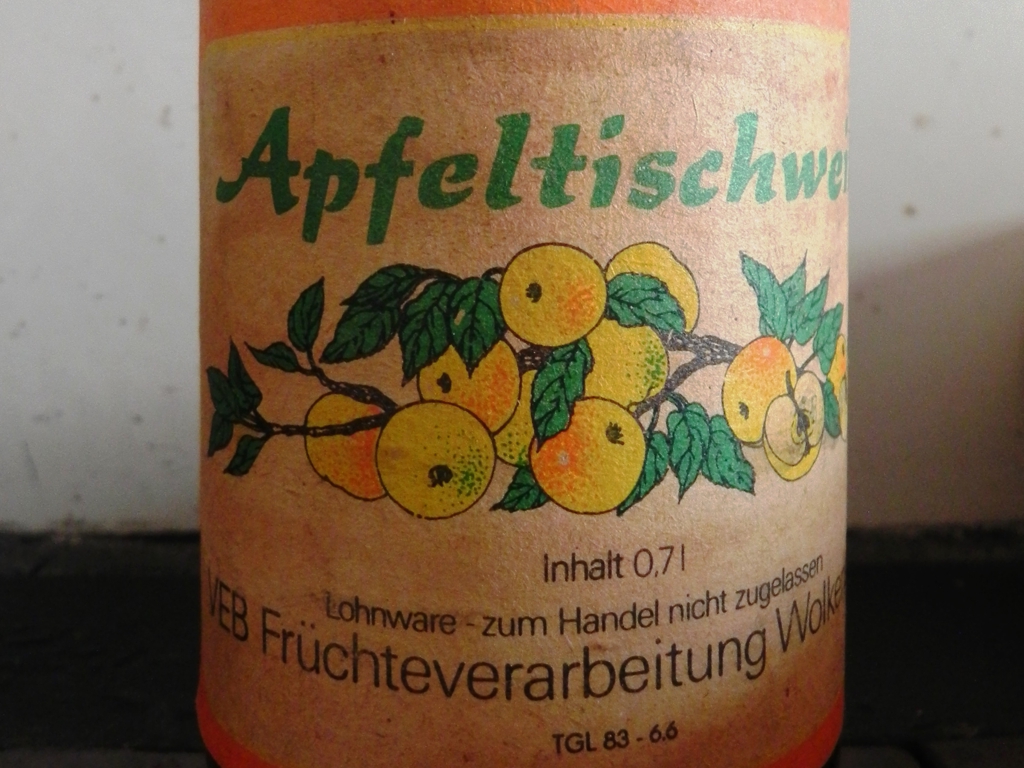 Apfeltischwei
Inhalt 0,7 l
Lohnware - zum Handel nicht zugelassen
VEB Früchteverarbeitung Wolke
TGL 83 - 6.6